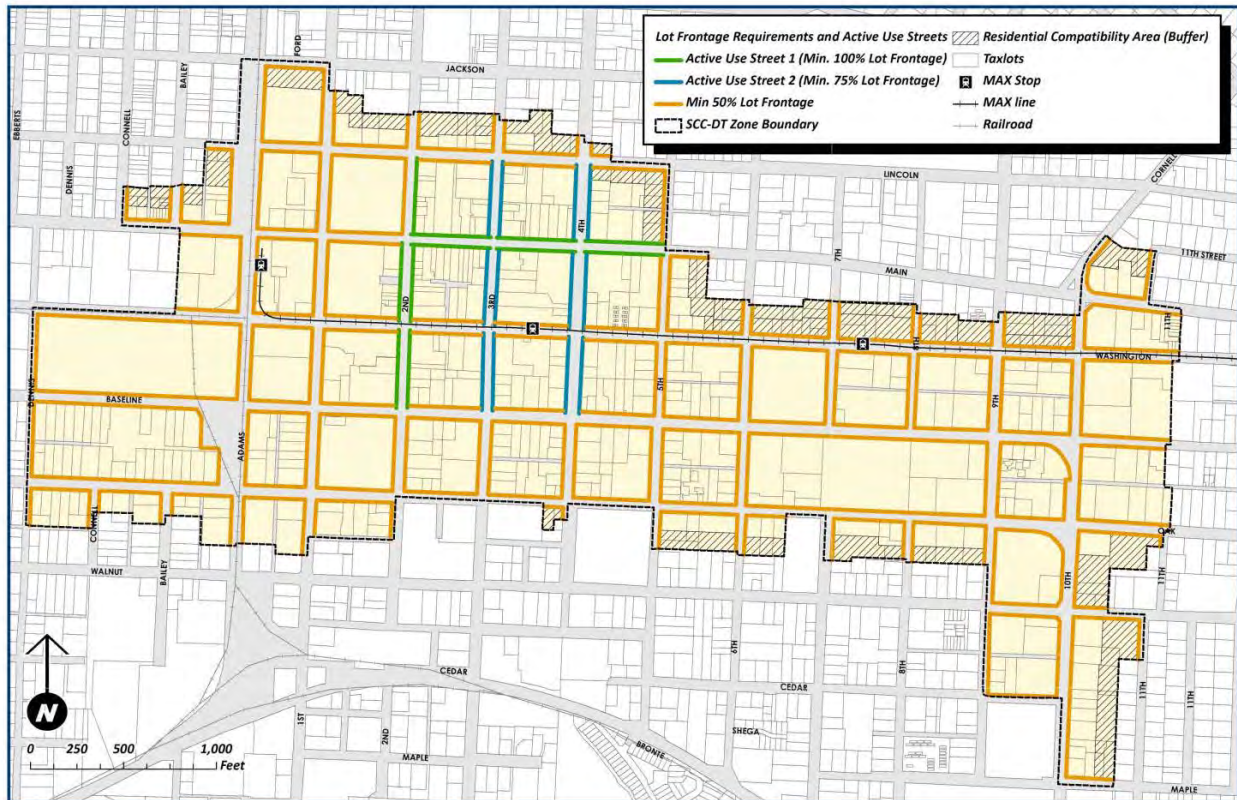 Lot Frontage Requirements and Active Use Streets
Active Use Street 1 (Min. 100% Lot Frontage)
Active Use Street 2 (Min. 75% Lot Frontage)
Min 50% Lot Frontage
SCC-DT Zone Boundary
Residential Compatibility Area (Buffer)
Taxlots
MAX Stop
MAX line
Railroad
FORD
JACKSON
BAILEY
CONNELL
EBBERTS
DENNIS
LINCOLN
CORNELL
4TH
7TH
11TH STREET
MAIN
2ND
3RD
11TH
8TH
WASHINGTON
DENNIS
BASELINE
5TH
9TH
ADAMS
CONNELL
OAK
WALNUT
BAILEY
10TH
11TH
6TH
8TH
CEDAR
CEDAR
11TH
11TH
N
1ST
2ND
SHEGA
BRONTE
MAPLE
MAPLE
0 250 500 1,000
Feet